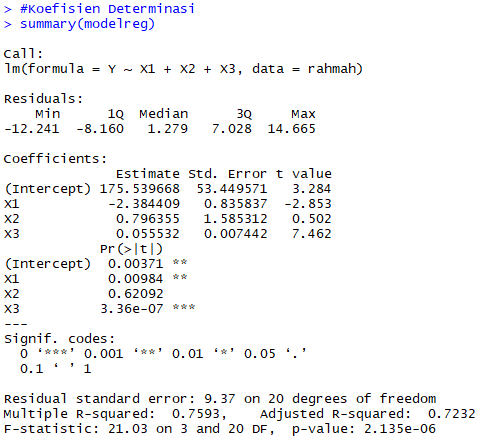 > #Koefisien Determinasi
> summary(modelreg)
Call:
lm(formula = Y ~ X1 + X2 + X3, data = rahmah)
Residuals:
    Min      1Q  Median      3Q     Max
-12.241  -8.160   1.279   7.028  14.665
Coefficients:
              Estimate Std. Error t value
(Intercept) 175.539668  53.449571   3.284
X1           -2.384409   0.835837  -2.853
X2            0.796355   1.585312   0.502
X3            0.055532   0.007442   7.462
            Pr(>|t|)
(Intercept)  0.00371 **
X1           0.00984 **
X2           0.62092
X3          3.36e-07 ***
---
Signif. codes:
  0 ‘***’ 0.001 ‘**’ 0.01 ‘*’ 0.05 ‘.’
  0.1 ‘ ’ 1
Residual standard error: 9.37 on 20 degrees of freedom
Multiple R-squared:  0.7593,    Adjusted R-squared:  0.7232
F-statistic: 21.03 on 3 and 20 DF,  p-value: 2.135e-06